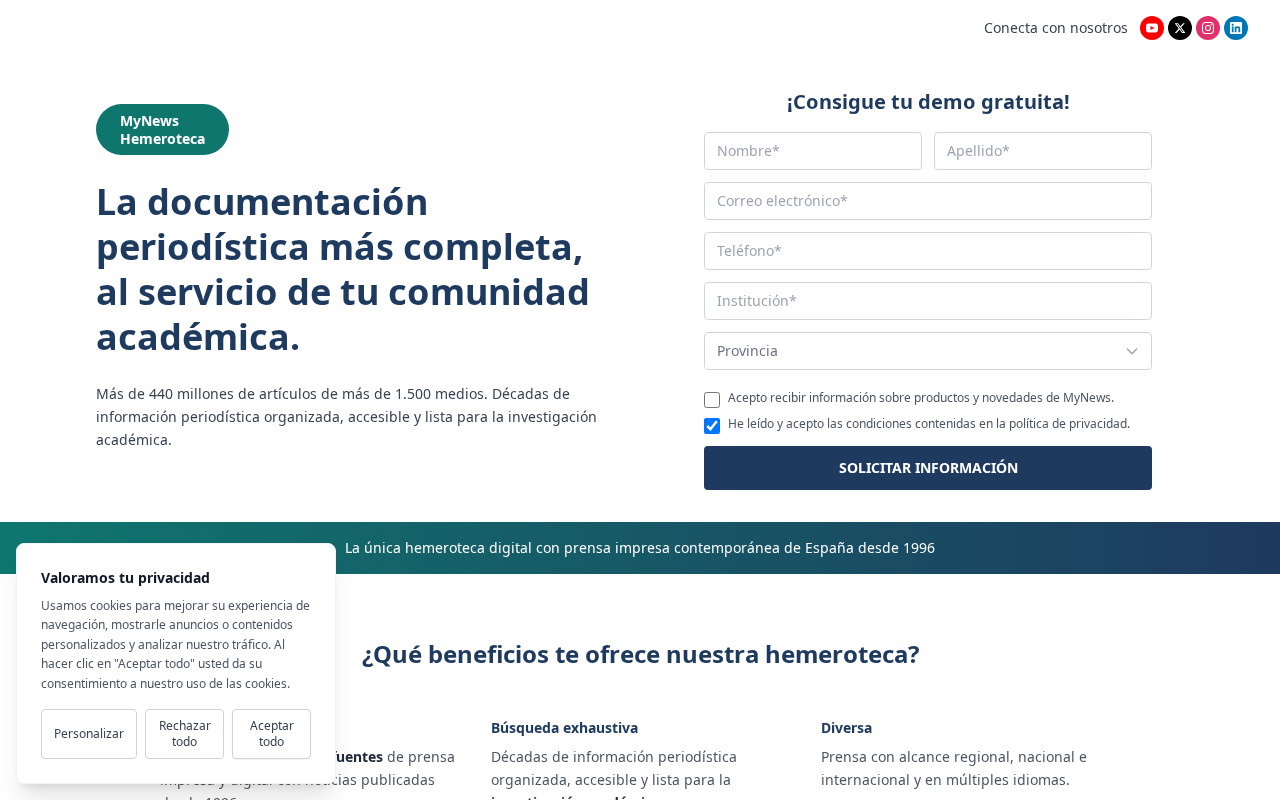 Conecta con nosotros
MyNews
Hemeroteca
La documentación
periodística más completa,
al servicio de tu comunidad
académica.
Más de 440 millones de artículos de más de 1.500 medios. Décadas de
información periodística organizada, accesible y lista para la investigación
académica.
¡Consigue tu demo gratuita!
Nombre*
Apellido*
Correo electrónico*
Teléfono*
Institución*
Provincia
Acepto recibir información sobre productos y novedades de MyNews.
He leído y acepto las condiciones contenidas en la política de privacidad.
SOLICITAR INFORMACIÓN
La única hemeroteca digital con prensa impresa contemporánea de España desde 1996
¿Qué beneficios te ofrece nuestra hemeroteca?
fuentes de prensa
noticias publicadas
Búsqueda exhaustiva
Décadas de información periodística
organizada, accesible y lista para la
Diversa
Prensa con alcance regional, nacional e
internacional y en múltiples idiomas.
Valoramos tu privacidad
Usamos cookies para mejorar su experiencia de
navegación, mostrarle anuncios o contenidos
personalizados y analizar nuestro tráfico. Al
hacer clic en "Aceptar todo" usted da su
consentimiento a nuestro uso de las cookies.
Personalizar
Rechazar
todo
Aceptar
todo